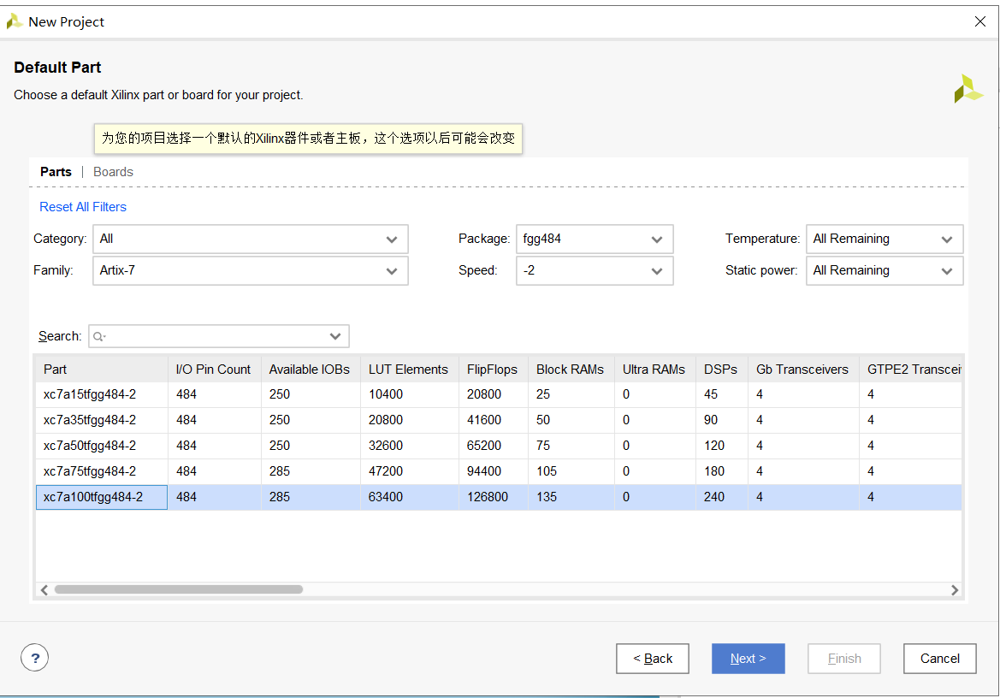 New Project
Default Part
Choose a default Xilinx part or board for your project.
为您的项目选择一个默认的Xilinx器件或者主板，这个选项以后可能会改变
Parts | Boards
Reset All Filters
Category: All Package: fgg484 Temperature: All Remaining
Family: Artix-7 Speed: -2 Static power: All Remaining
Search:
Part I/O Pin Count Available IOBs LUT Elements FlipFlops Block RAMs Ultra RAMs DSPs Gb Transceivers GTPE2 Transcei
xc7a15tfgg484-2 484 250 10400 20800 25 0 45 4 4
xc7a35tfgg484-2 484 250 20800 41600 50 0 90 4 4
xc7a50tfgg484-2 484 250 32600 65200 75 0 120 4 4
xc7a75tfgg484-2 484 285 47200 94400 105 0 180 4 4
xc7a100tfgg484-2 484 285 63400 126800 135 0 240 4 4
? < Back Next > Finish Cancel